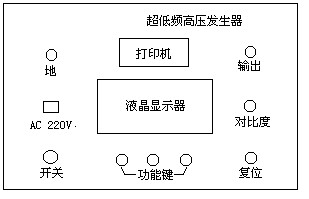 超低频高压发生器
打印机
地
输出
液晶显示器
AC 220V.
对比度
开关
功能键
复位